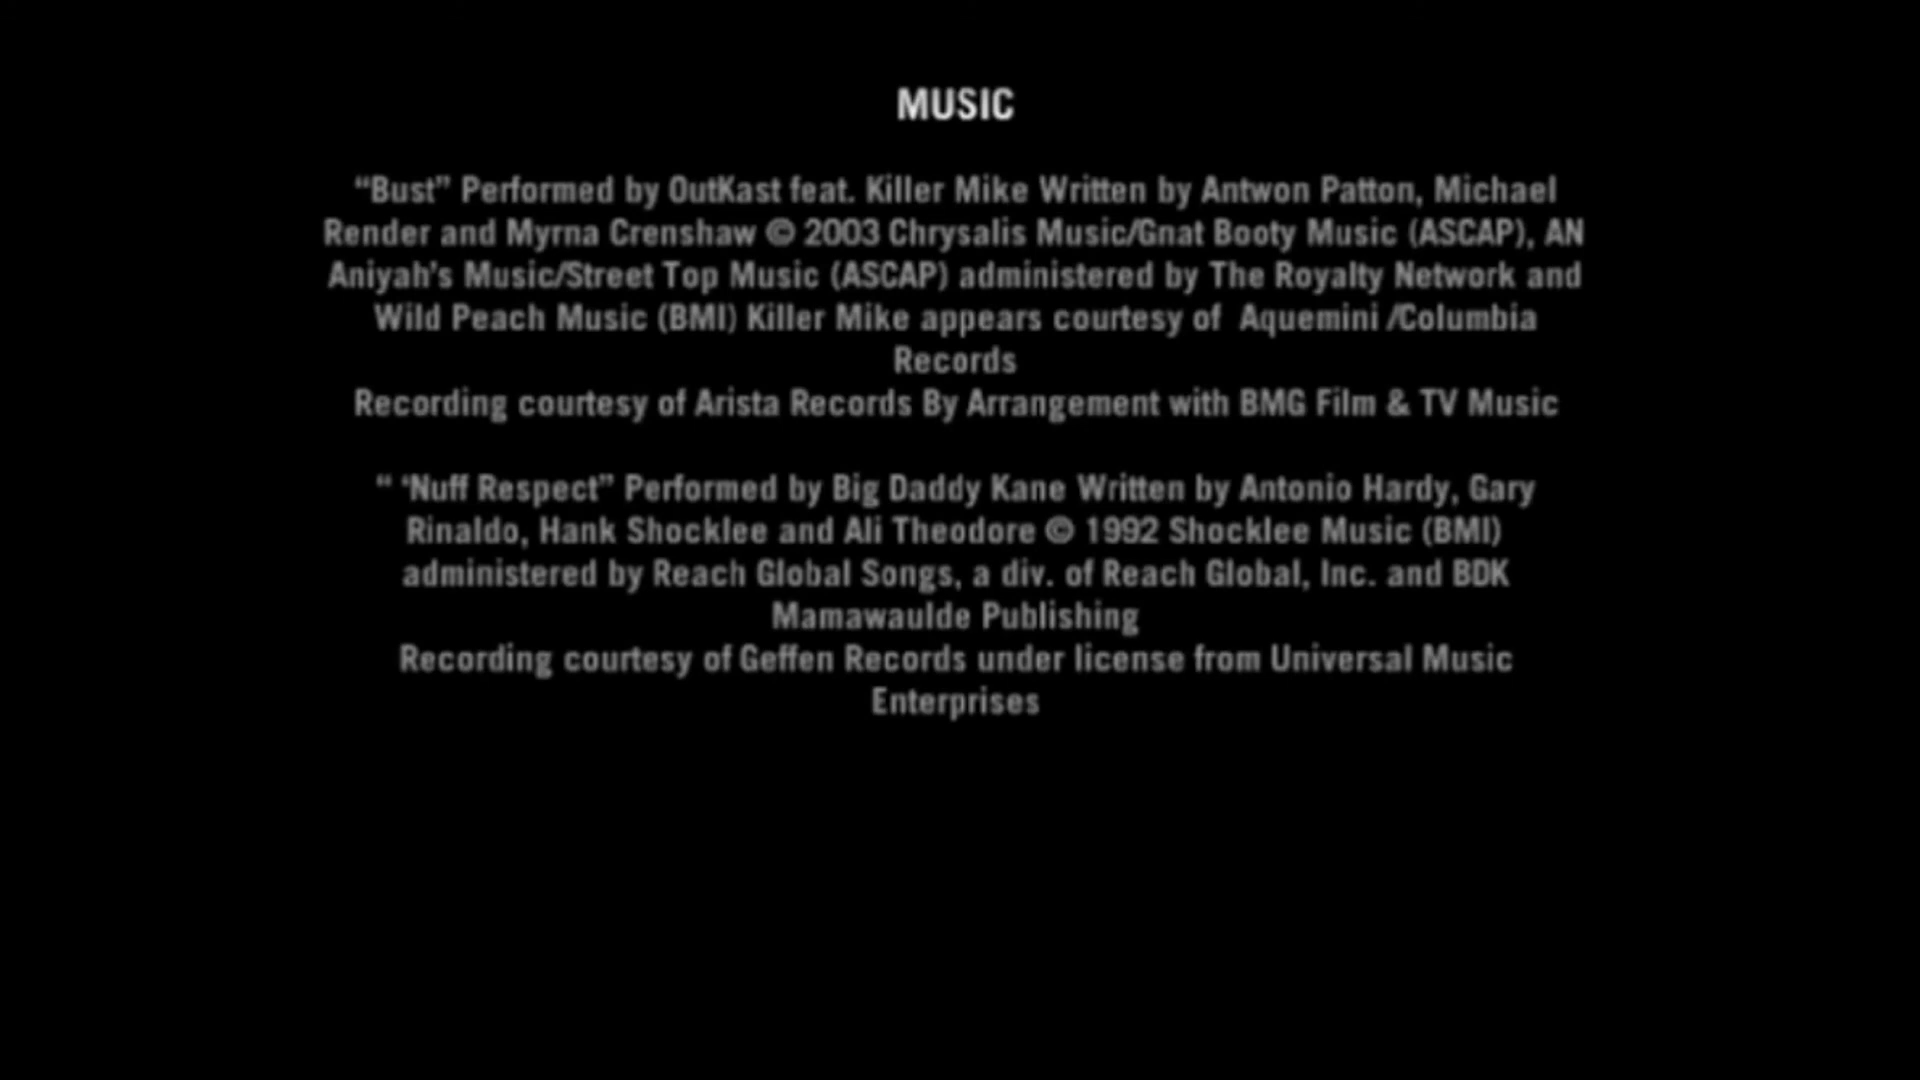 MUSIC
“Bust” Performed by OutKast feat. Killer Mike Written by Antwon Patton, Michael
Render and Myrna Crenshaw © 2003 Chrysalis Music/Gnat Booty Music (ASCAP), AN
Aniyah’s Music/Street Top Music (ASCAP) administered by The Royalty Network and
Wild Peach Music (BMI) Killer Mike appears courtesy of Aquemini /Columbia
Records
Recording courtesy of Arista Records By Arrangement with BMG Film & TV Music
“ ‘Nuff Respect” Performed by Big Daddy Kane Written by Antonio Hardy, Gary
Rinaldo, Hank Shocklee and Ali Theodore © 1992 Shocklee Music (BMI)
administered by Reach Global Songs, a div. of Reach Global, Inc. and BDK
Mamawaulde Publishing
Recording courtesy of Geffen Records under license from Universal Music
Enterprises